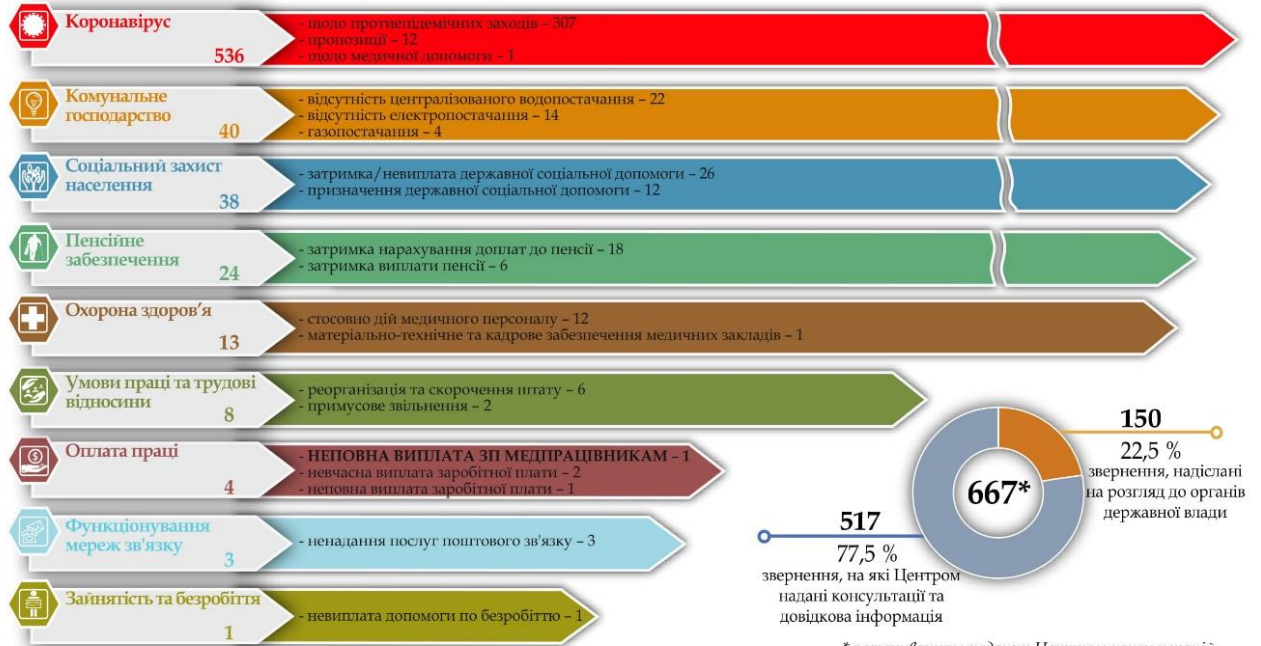 Коронавірус
536
- щодо протиепідемічних заходів – 307
- пропозиції – 12
- щодо медичної допомоги – 1
Комунальне
господарство
40
- відсутність централізованого водопостачання – 22
- відсутність електропостачання – 14
- газопостачання – 4
Соціальний захист
населення
38
- затримка/невиплата державної соціальної допомоги – 26
- призначення державної соціальної допомоги – 12
Пенсійне
забезпечення
24
- затримка нарахування доплат до пенсії – 18
- затримка виплати пенсії – 6
Охорона здоров’я
13
- стосовно дій медичного персоналу – 12
- матеріально-технічне та кадрове забезпечення медичних закладів – 1
Умови праці та трудові
відносини
8
- реорганізація та скорочення штату – 6
- примусове звільнення – 2
Оплата праці
4
- НЕПОВНА ВИПЛАТА ЗП МЕДПРАЦІВНИКАМ – 1
- невчасна виплата заробітної плати – 2
- неповна виплата заробітної плати – 1
Функціонування
мереж зв'язку
3
- ненадання послуг поштового зв'язку – 3
Зайнятість та безробіття
1
- невиплата допомоги по безробіттю – 1
667*
150
22,5 %
звернення, надіслані
на розгляд до органів
державної влади
517
77,5 %
звернення, на які Центром
надані консультації та
довідкова інформація